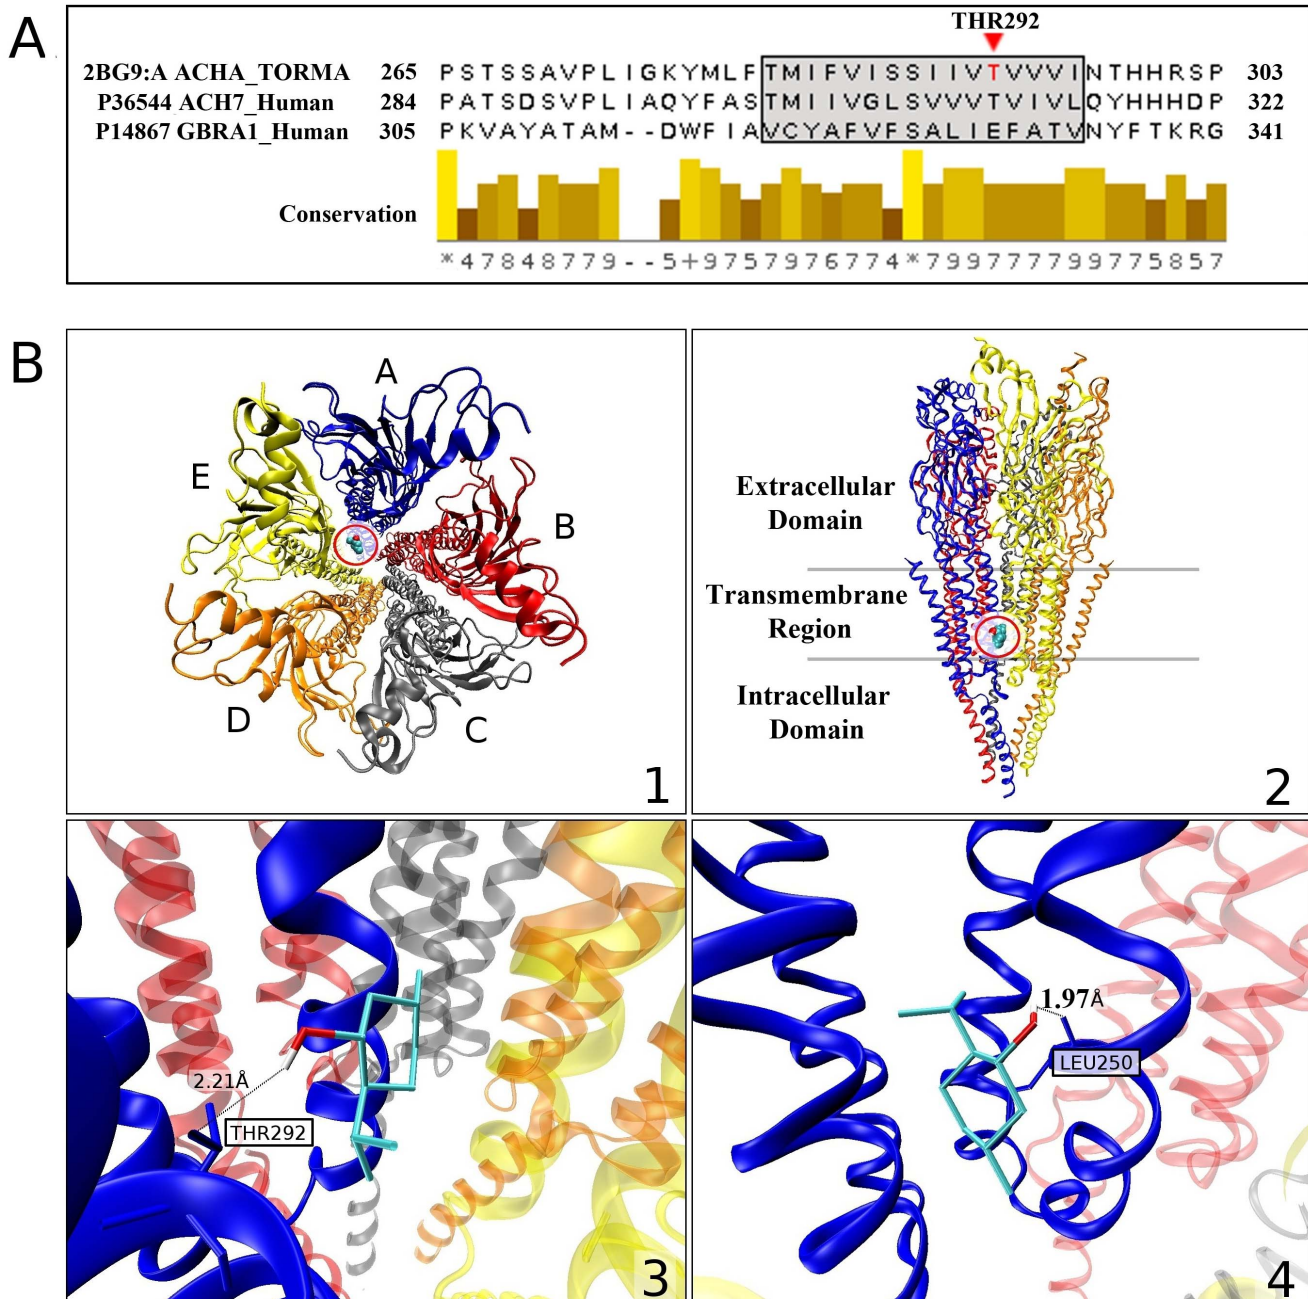 A
THR292
2BG9:A ACHA_TORMA 265 PSTSSAVPLIGKYMLFTMIFVISSIIVTVVVINTHHRSP 303
P36544 ACH7_Human 284 PATSDSVPLIAQYFASTMIIVGLSVVVTVIVLQYHHHDP 322
P14867 GBRA1_Human 305 PKVAYATAM--DWFIAVCYAFVFSALIEFATVNYFTKRG 341
Conservation
*47848779--5+9757976774*7997777799775857
B
A
E
B
D
C
1
Extracellular
Domain
Transmembrane
Region
Intracellular
Domain
2
2.21Å
THR292
3
1.97Å
LEU250
4